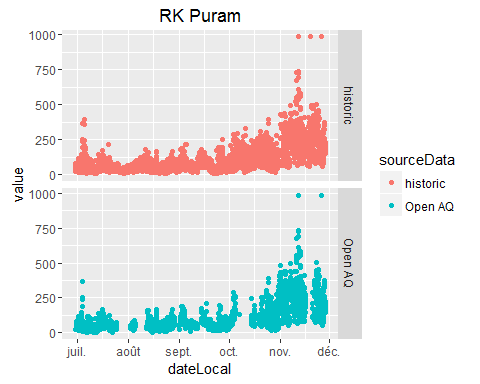 RK Puram
1000
750
500
250
0
historic
1000
750
500
250
0
Open AQ
value
juil.
août
sept.
oct.
nov.
déc.
dateLocal
sourceData
historic
Open AQ